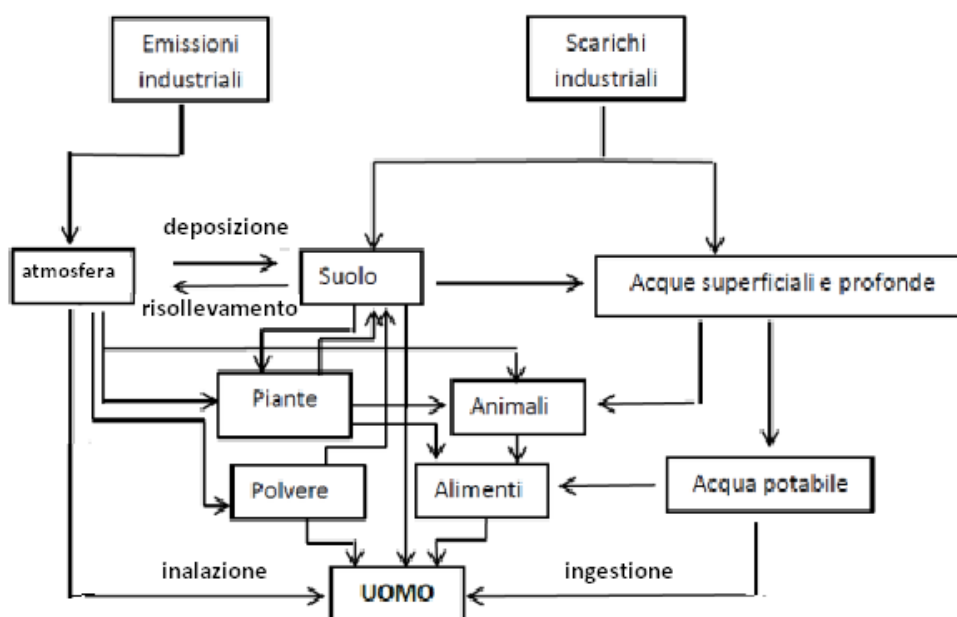 Emissioni
industriali
Scarichi
industriali
deposizione
atmosfera
Suolo
Acque superficiali e profonde
risollevamento
Piante
Animali
Polvere
Alimenti
Acqua potabile
inalazione
UOMO
ingestione